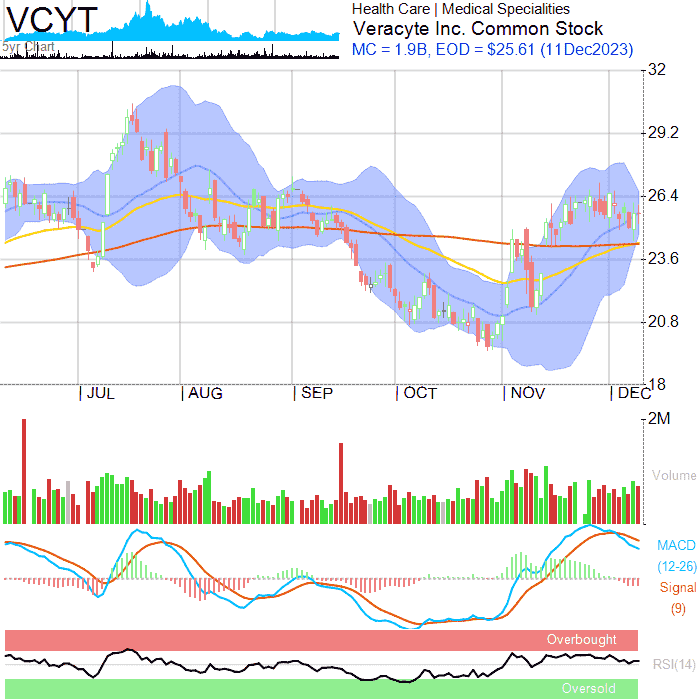 VCYT
5yr Chart
Health Care | Medical Specialities
Veracyte Inc. Common Stock
MC = 1.9B, EOD = $25.61 (11Dec2023)
32
29.2
26.4
23.6
20.8
18
| JUL | AUG | SEP | OCT | NOV | DEC
2M
Volume
MACD
(12-26)
Signal
(9)
Overbought
RSI(14)
Oversold